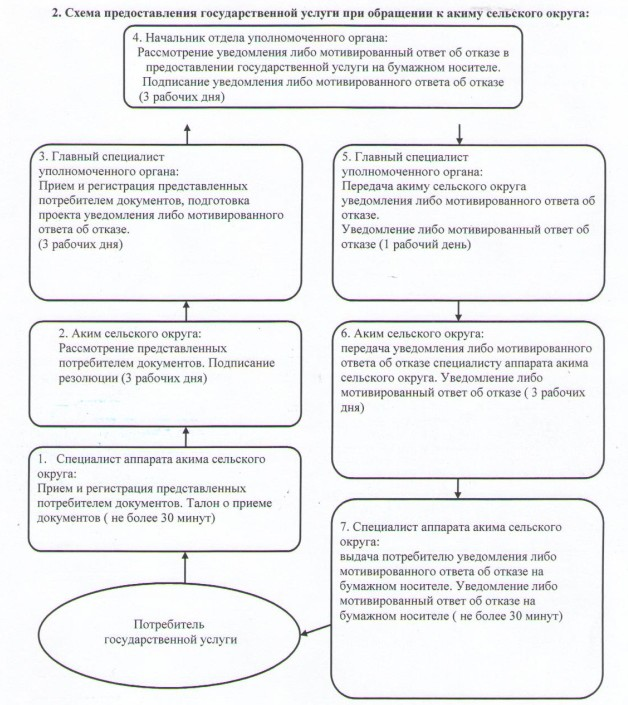 2. Схема предоставления государственной услуги при обращении к акиму сельского округа:
4. Начальник отдела уполномоченного органа:
Рассмотрение уведомления либо мотивированный ответ об отказе в
предоставлении государственной услуги на бумажном носителе.
Подписание уведомления либо мотивированного ответа об отказе
(3 рабочих дня)
3. Главный специалист
уполномоченного органа:
Прием и регистрация представленных
потребителем документов, подготовка
проекта уведомления либо мотивированного
ответа об отказе.
(3 рабочих дня)
5. Главный специалист
уполномоченного органа:
Передача акиму сельского округа
уведомления либо мотивированного ответа об
отказе.
Уведомление либо мотивированный ответ об
отказе (1 рабочий день)
2. Аким сельского округа:
Рассмотрение представленных
потребителем документов. Подписание
резолюции (3 рабочих дня)
6. Аким сельского округа:
передача уведомления либо мотивированного
ответа об отказе специалисту аппарата акима
сельского округа. Уведомление либо
мотивированный ответ об отказе ( 3 рабочих
дня)
1. Специалист аппарата акима сельского
округа:
Прием и регистрация представленных
потребителем документов. Талон о приеме
документов ( не более 30 минут)
7. Специалист аппарата акима сельского
округа:
выдача потребителю уведомления либо
мотивированного ответа об отказе на
бумажном носителе. Уведомление либо
мотивированный ответ об отказе на
бумажном носителе ( не более 30 минут)
Потребитель
государственной услуги